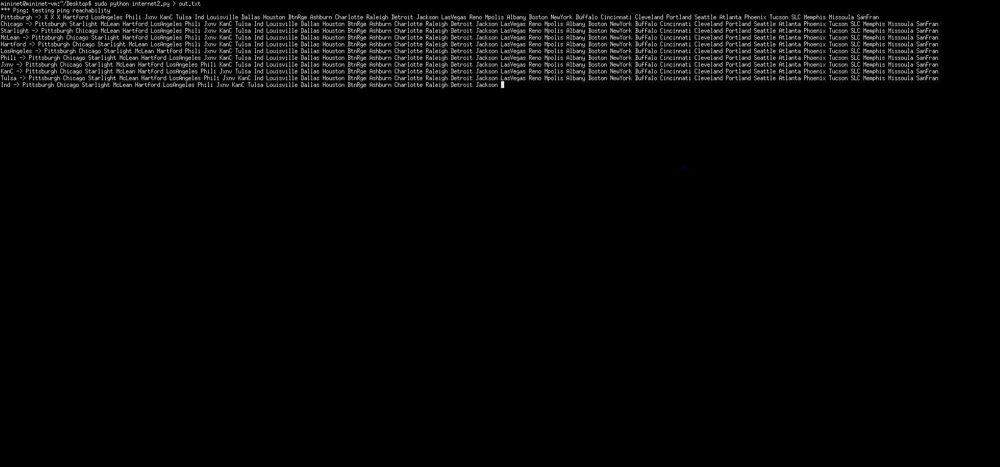 mininet@mininet-vm:~/Desktop$ sudo python internet2.py > out.txt
*** Ping: testing ping reachability
Pittsburgh -> X X X Hartford LosAngeles Phili Jxnv KanC Tulsa Ind Louisville Dallas Houston BtnRge Ashburn Charlotte Raleigh Detroit Jackson LasVegas Reno Mpolis Albany Boston NewYork Buffalo Cincinnati Cleveland Portland Seattle Atlanta Phoenix Tucson SLC Memphis Missoula SanFran
Chicago -> Pittsburgh Starlight McLean Hartford LosAngeles Phili Jxnv KanC Tulsa Ind Louisville Dallas Houston BtnRge Ashburn Charlotte Raleigh Detroit Jackson LasVegas Reno Mpolis Albany Boston NewYork Buffalo Cincinnati Cleveland Portland Seattle Atlanta Phoenix Tucson SLC Memphis Missoula SanFran
Starlight -> Pittsburgh Chicago McLean Hartford LosAngeles Phili Jxnv KanC Tulsa Ind Louisville Dallas Houston BtnRge Ashburn Charlotte Raleigh Detroit Jackson LasVegas Reno Mpolis Albany Boston NewYork Buffalo Cincinnati Cleveland Portland Seattle Atlanta Phoenix Tucson SLC Memphis Missoula SanFran
McLean -> Pittsburgh Chicago Starlight Hartford LosAngeles Phili Jxnv KanC Tulsa Ind Louisville Dallas Houston BtnRge Ashburn Charlotte Raleigh Detroit Jackson LasVegas Reno Mpolis Albany Boston NewYork Buffalo Cincinnati Cleveland Portland Seattle Atlanta Phoenix Tucson SLC Memphis Missoula SanFran
Hartford -> Pittsburgh Chicago Starlight McLean LosAngeles Phili Jxnv KanC Tulsa Ind Louisville Dallas Houston BtnRge Ashburn Charlotte Raleigh Detroit Jackson LasVegas Reno Mpolis Albany Boston NewYork Buffalo Cincinnati Cleveland Portland Seattle Atlanta Phoenix Tucson SLC Memphis Missoula SanFran
LosAngeles -> Pittsburgh Chicago Starlight McLean Hartford Phili Jxnv KanC Tulsa Ind Louisville Dallas Houston BtnRge Ashburn Charlotte Raleigh Detroit Jackson LasVegas Reno Mpolis Albany Boston NewYork Buffalo Cincinnati Cleveland Portland Seattle Atlanta Phoenix Tucson SLC Memphis Missoula SanFran
Phili -> Pittsburgh Chicago Starlight McLean Hartford LosAngeles Jxnv KanC Tulsa Ind Louisville Dallas Houston BtnRge Ashburn Charlotte Raleigh Detroit Jackson LasVegas Reno Mpolis Albany Boston NewYork Buffalo Cincinnati Cleveland Portland Seattle Atlanta Phoenix Tucson SLC Memphis Missoula SanFran
Jxnv -> Pittsburgh Chicago Starlight McLean Hartford LosAngeles Phili KanC Tulsa Ind Louisville Dallas Houston BtnRge Ashburn Charlotte Raleigh Detroit Jackson LasVegas Reno Mpolis Albany Boston NewYork Buffalo Cincinnati Cleveland Portland Seattle Atlanta Phoenix Tucson SLC Memphis Missoula SanFran
KanC -> Pittsburgh Chicago Starlight McLean Hartford LosAngeles Phili Jxnv Tulsa Ind Louisville Dallas Houston BtnRge Ashburn Charlotte Raleigh Detroit Jackson LasVegas Reno Mpolis Albany Boston NewYork Buffalo Cincinnati Cleveland Portland Seattle Atlanta Phoenix Tucson SLC Memphis Missoula SanFran
Tulsa -> Pittsburgh Chicago Starlight McLean Hartford LosAngeles Phili Jxnv KanC Ind Louisville Dallas Houston BtnRge Ashburn Charlotte Raleigh Detroit Jackson LasVegas Reno Mpolis Albany Boston NewYork Buffalo Cincinnati Cleveland Portland Seattle Atlanta Phoenix Tucson SLC Memphis Missoula SanFran
Ind -> Pittsburgh Chicago Starlight McLean Hartford LosAngeles Phili Jxnv KanC Tulsa Louisville Dallas Houston BtnRge Ashburn Charlotte Raleigh Detroit Jackson